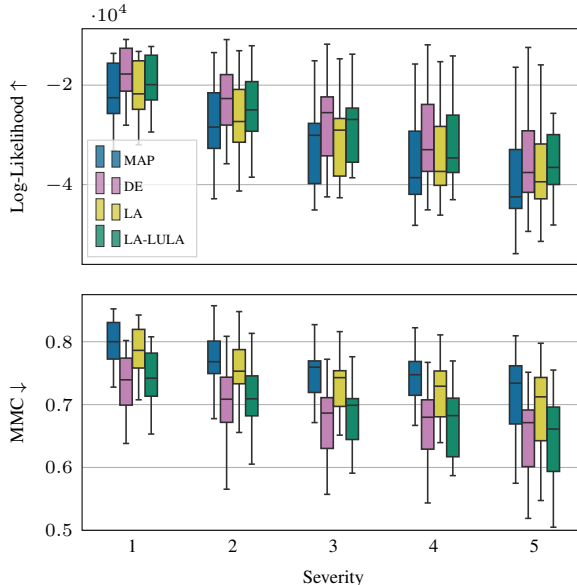 ·10⁴
Log-Likelihood ↑
−2
−4
MAP
DE
LA
LA-LULA
MMC ↓
0.8
0.7
0.6
0.5
1 2 3 4 5
Severity